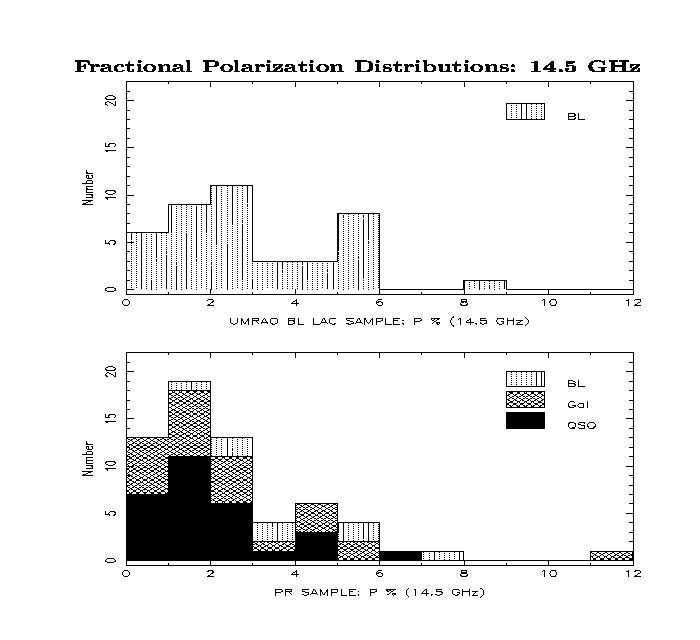 Fractional Polarization Distributions: 14.5 GHz
20
15
10
5
0
Number
BL
0 2 4 6 8 10 12
UMRAO BL LAC SAMPLE: P % (14.5 GHz)
20
15
10
5
0
Number
BL
Gal
QSO
0 2 4 6 8 10 12
PR SAMPLE: P % (14.5 GHz)